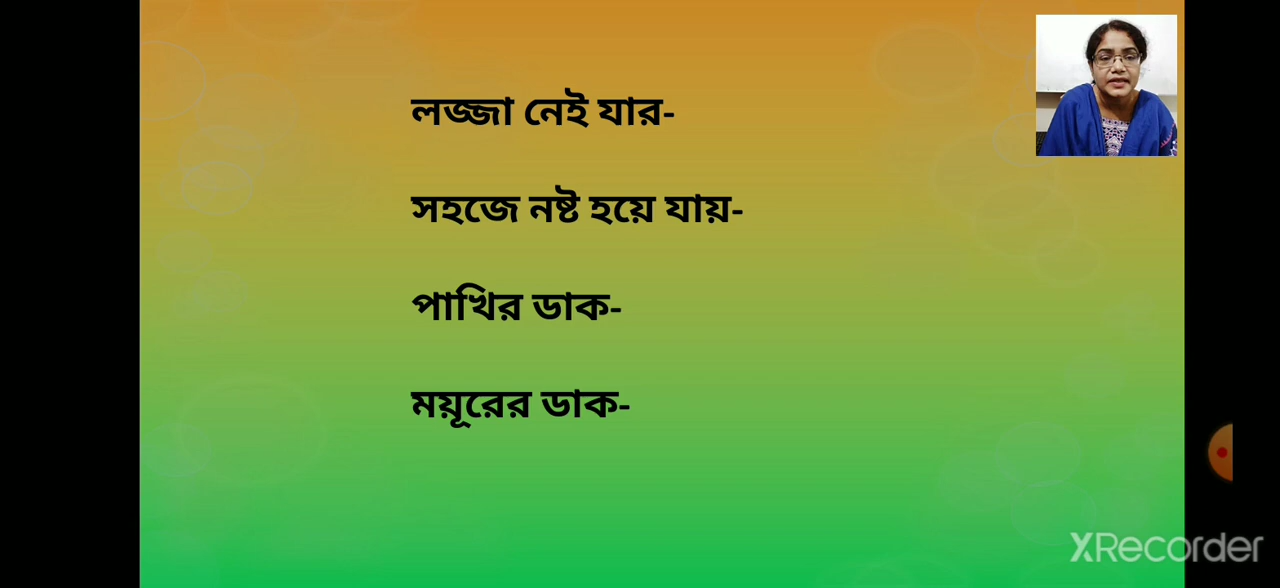 লজ্জা নেই যার-
সহজে নষ্ট হয়ে যায়-
পাখির ডাক-
ময়ূরের ডাক-
XRecorder